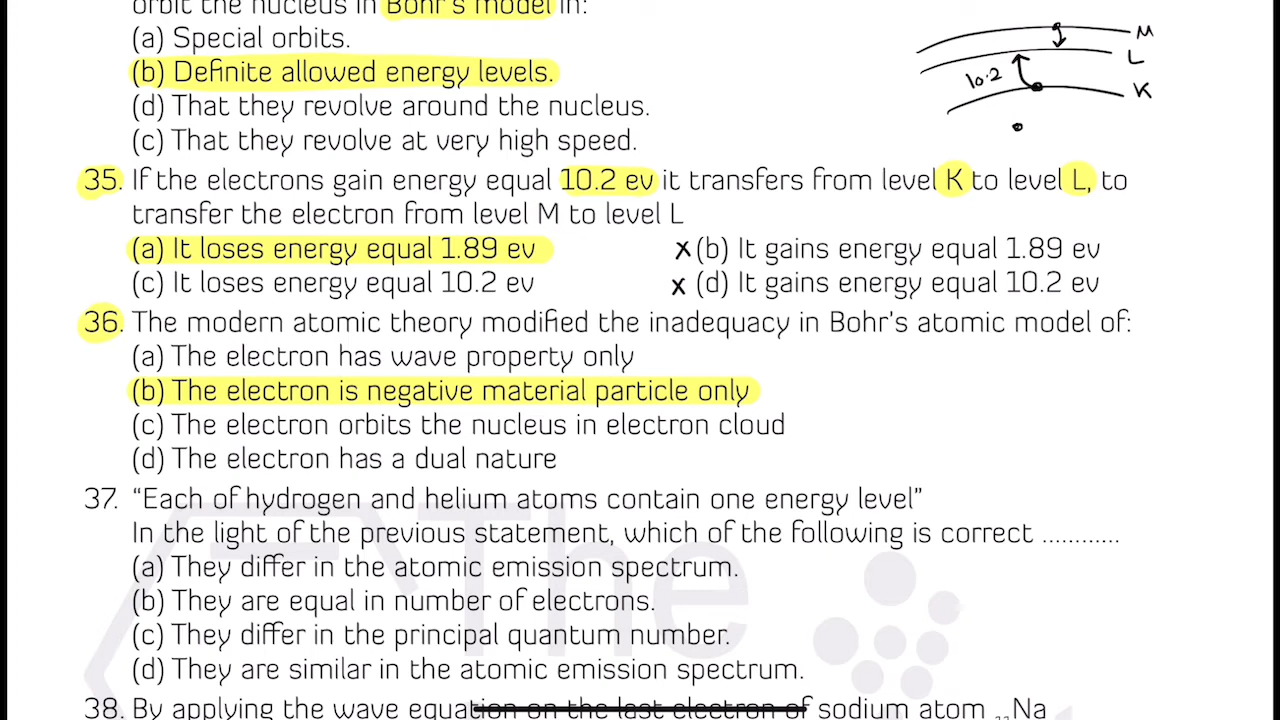 orbit the nucleus in Bohr's model in:
(a) Special orbits.
(b) Definite allowed energy levels.
(d) That they revolve around the nucleus.
(c) That they revolve at very high speed.
M
L
10.2
K
35. If the electrons gain energy equal 10.2 ev it transfers from level K to level L, to
transfer the electron from level M to level L
(a) It loses energy equal 1.89 ev x (b) It gains energy equal 1.89 ev
(c) It loses energy equal 10.2 ev x (d) It gains energy equal 10.2 ev
36. The modern atomic theory modified the inadequacy in Bohr's atomic model of:
(a) The electron has wave property only
(b) The electron is negative material particle only
(c) The electron orbits the nucleus in electron cloud
(d) The electron has a dual nature
37. “Each of hydrogen and helium atoms contain one energy level”
In the light of the previous statement, which of the following is correct ............
(a) They differ in the atomic emission spectrum.
(b) They are equal in number of electrons.
(c) They differ in the principal quantum number.
(d) They are similar in the atomic emission spectrum.
The
38. By applying the wave equation on the last electron of sodium atom ₁₁Na